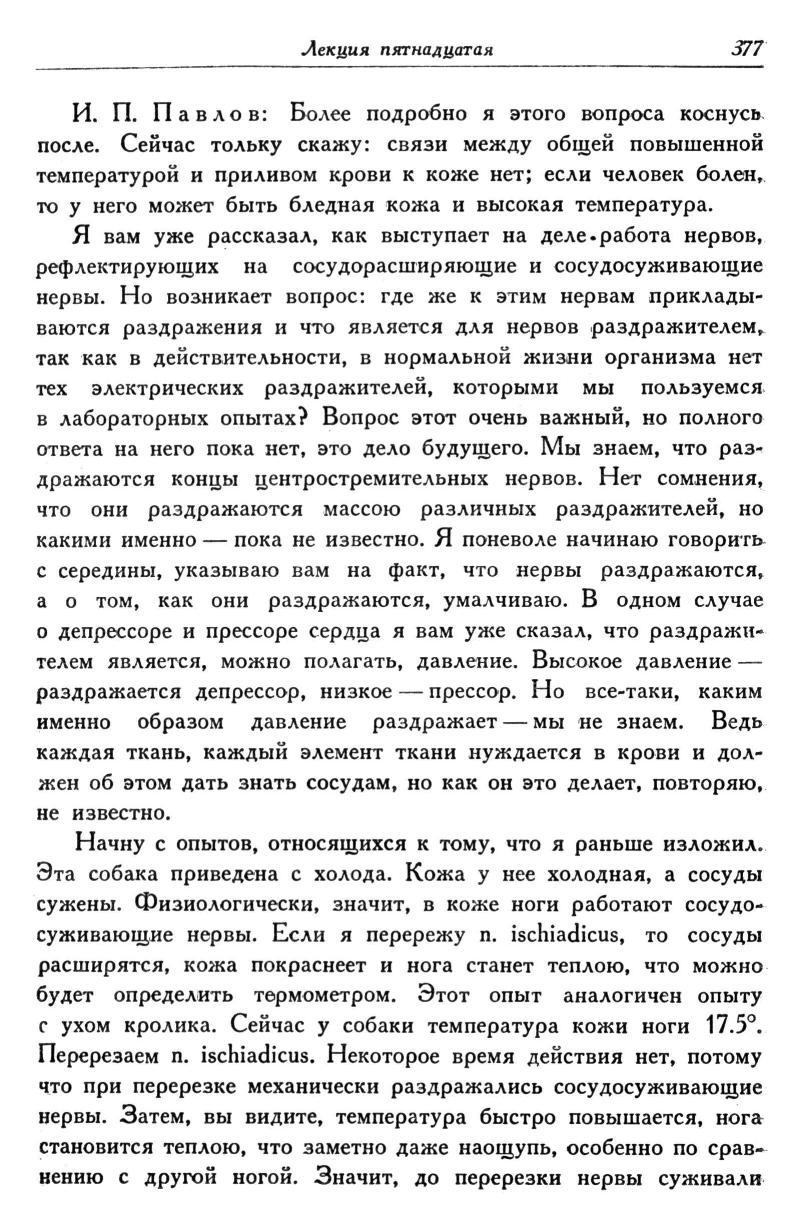 Лекция пятнадцатая 377
И. П. Павлов: Более подробно я этого вопроса коснусь
после. Сейчас только скажу: связи между общей повышенной
температурой и приливом крови к коже нет; если человек болен,
то у него может быть бледная кожа и высокая температура.
Я вам уже рассказал, как выступает на деле работа нервов,
рефлектирующих на сосудорасширяющие и сосудосуживающие
нервы. Но возникает вопрос: где же к этим нервам приклады-
ваются раздражения и что является для нервов раздражителем,
так как в действительности, в нормальной жизни организма нет
тех электрических раздражителей, которыми мы пользуемся
в лабораторных опытах? Вопрос этот очень важный, но полного
ответа на него пока нет, это дело будущего. Мы знаем, что раз-
дражаются концы центростремительных нервов. Нет сомнения,
что они раздражаются массою различных раздражителей, но
какими именно — пока не известно. Я поневоле начинаю говорить
с середины, указываю вам на факт, что нервы раздражаются,
а о том, как они раздражаются, умалчиваю. В одном случае
о депрессоре и прессоре сердца я вам уже сказал, что раздражи-
телем является, можно полагать, давление. Высокое давление —
раздражается депрессор, низкое — прессор. Но все-таки, каким
именно образом давление раздражает — мы не знаем. Ведь
каждая ткань, каждый элемент ткани нуждается в крови и дол-
жен об этом дать знать сосудам, но как он это делает, повторяю,
не известно.
Начну с опытов, относящихся к тому, что я раньше изложил.
Эта собака приведена с холода. Кожа у нее холодная, а сосуды
сужены. Физиологически, значит, в коже ноги работают сосудо-
суживающие нервы. Если я перережу n. ischiadicus, то сосуды
расширятся, кожа покраснеет и нога станет теплою, что можно
будет определить термометром. Этот опыт аналогичен опыту
с ухом кролика. Сейчас у собаки температура кожи ноги 17.5°.
Перерезаем n. ischiadicus. Некоторое время действия нет, потому
что при перерезке механически раздражались сосудосуживающие
нервы. Затем, вы видите, температура быстро повышается, нога
становится теплою, что заметно даже наощупь, особенно по срав-
нению с другой ногой. Значит, до перерезки нервы суживали